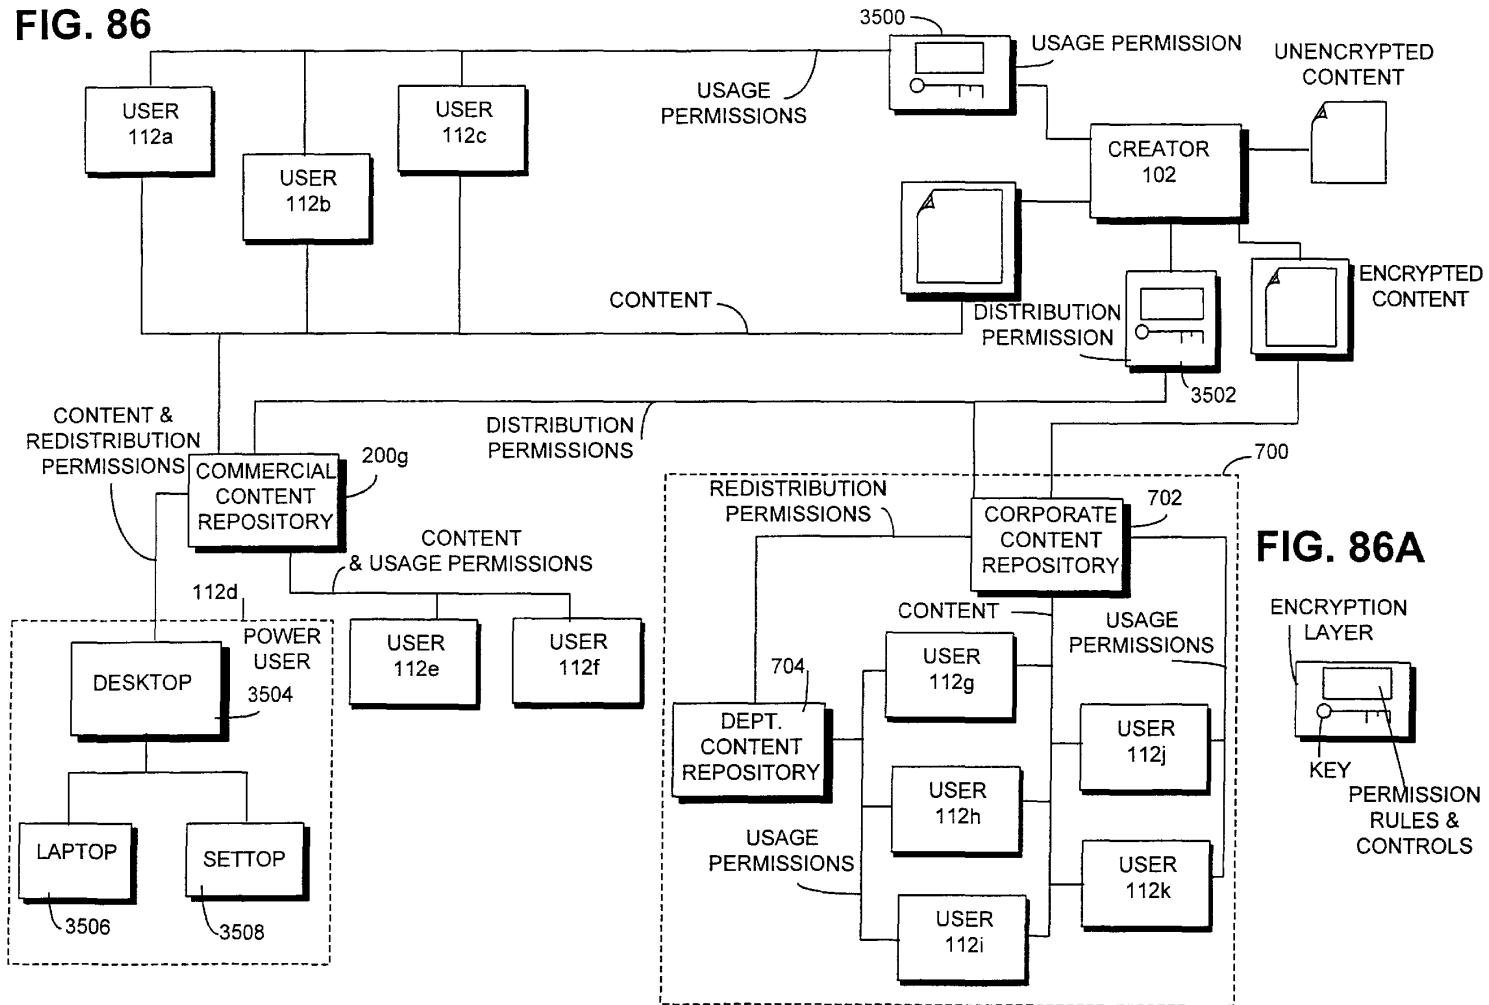 FIG. 86
3500
USAGE PERMISSION
UNENCRYPTED
CONTENT
USER
112a
USER
112b
USER
112c
USAGE
PERMISSIONS
CREATOR
102
CONTENT
DISTRIBUTION
PERMISSION
3502
ENCRYPTED
CONTENT
CONTENT &
REDISTRIBUTION
PERMISSIONS
DISTRIBUTION
PERMISSIONS
COMMERCIAL
CONTENT
REPOSITORY
200g
CONTENT
& USAGE PERMISSIONS
112d
POWER
USER
DESKTOP
3504
LAPTOP
3506
SETTOP
3508
USER
112e
USER
112f
700
REDISTRIBUTION
PERMISSIONS
CORPORATE
CONTENT
REPOSITORY
702
CONTENT
USAGE
PERMISSIONS
704
DEPT.
CONTENT
REPOSITORY
USER
112g
USER
112h
USER
112i
USER
112j
USER
112k
USAGE
PERMISSIONS
FIG. 86A
ENCRYPTION
LAYER
KEY
PERMISSION
RULES &
CONTROLS